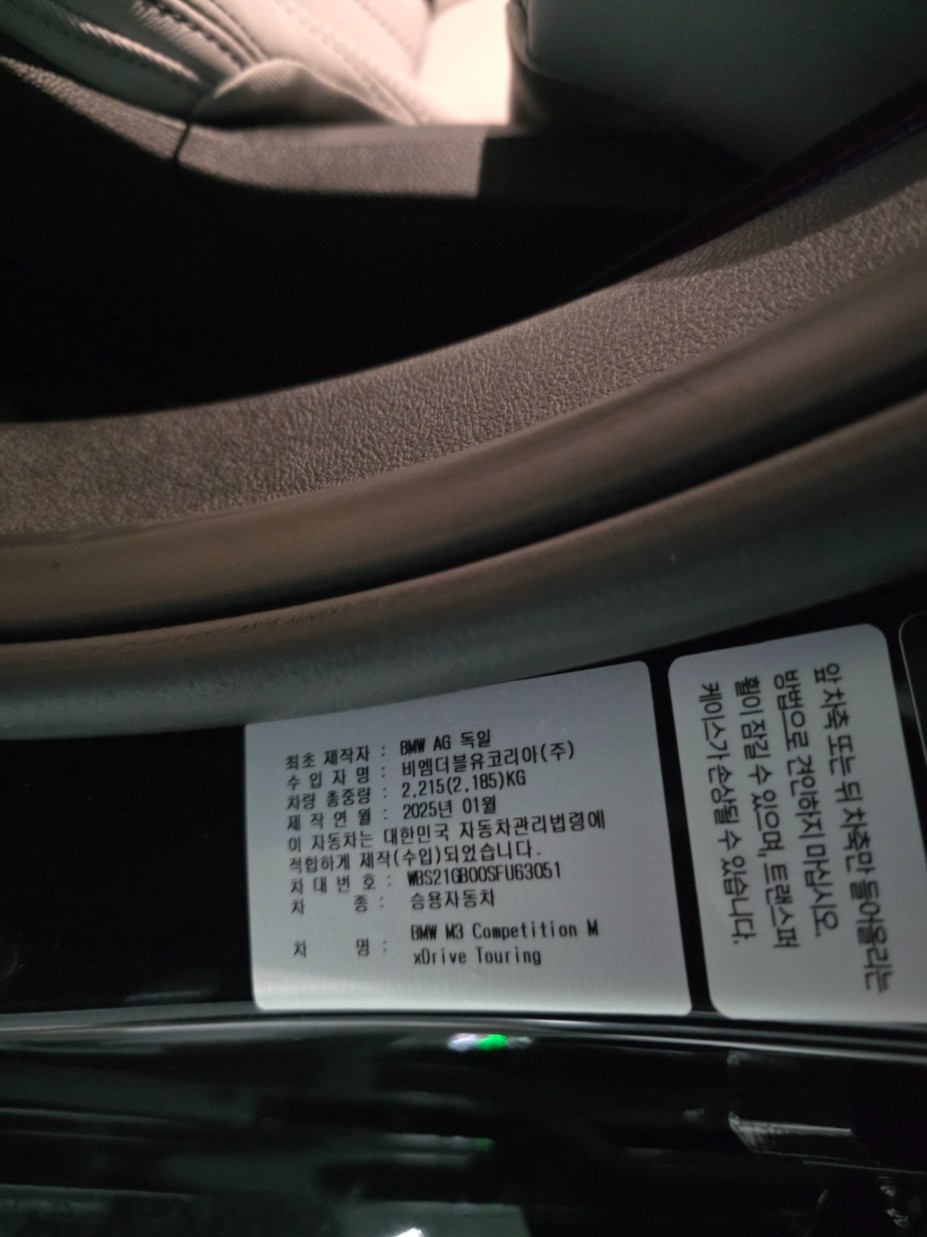 최초 제작자 : BMW AG 독일
수 입 자 명 : 비엠더블유코리아(주)
차량 총중량 : 2,215(2,185)KG
제 작 연 월 : 2025년 01월
이 자동차는 대한민국 자동차관리법령에
적합하게 제작(수입)되었습니다.
차 대 번 호 : WBS21GB00SFU63051
차 종 : 승용자동차
차 명 : BMW M3 Competition M
xDrive Touring
앞 차축 또는 뒤 차축만 들어올리는
방법으로 견인하지 마십시오.
휠이 잠길 수 있으며, 트랜스퍼
케이스가 손상될 수 있습니다.